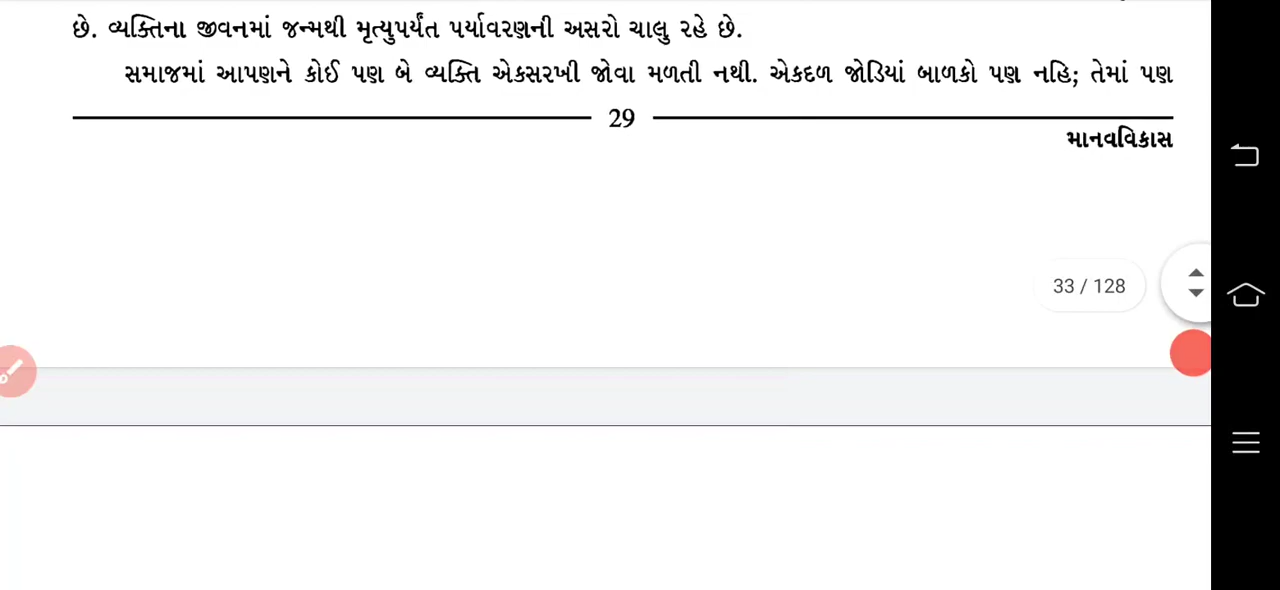 છે. વ્યક્તિના જીવનમાં જન્મથી મૃત્યુપર્યંત પર્યાવરણની અસરો ચાલુ રહે છે.
સમાજમાં આપણને કોઈ પણ બે વ્યક્તિ એકસરખી જોવા મળતી નથી. એકદળ જોડિયાં બાળકો પણ નહિ; તેમાં પણ
29
માનવવિકાસ
33 / 128